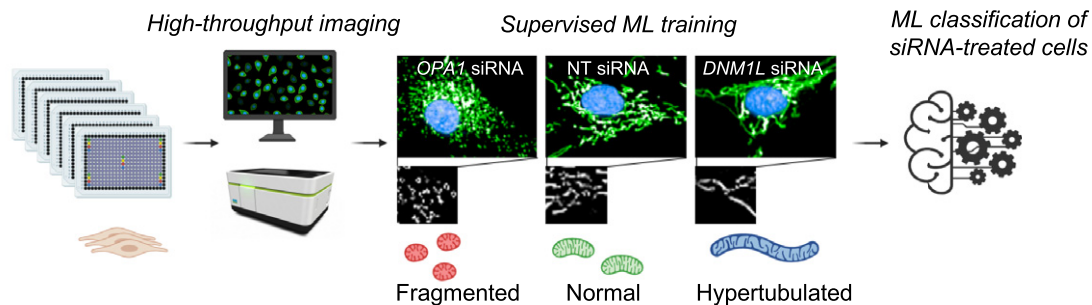 High-throughput imaging
Supervised ML training
ML classification of
siRNA-treated cells
OPA1 siRNA
NT siRNA
DNM1L siRNA
Fragmented
Normal
Hypertubulated